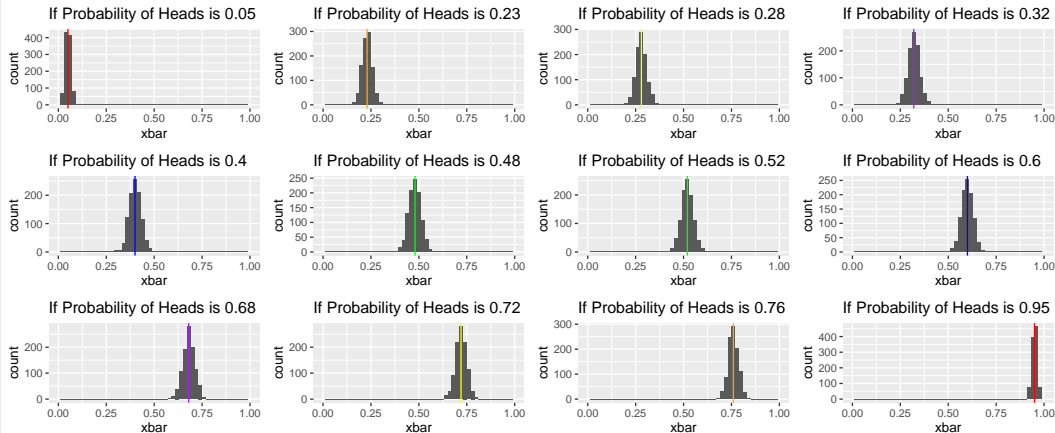 If Probability of Heads is 0.05
400
300
200
100
0
count
0.00 0.25 0.50 0.75 1.00
xbar
If Probability of Heads is 0.23
300
200
100
0
count
0.00 0.25 0.50 0.75 1.00
xbar
If Probability of Heads is 0.28
300
200
100
0
count
0.00 0.25 0.50 0.75 1.00
xbar
If Probability of Heads is 0.32
200
100
0
count
0.00 0.25 0.50 0.75 1.00
xbar
If Probability of Heads is 0.4
200
100
0
count
0.00 0.25 0.50 0.75 1.00
xbar
If Probability of Heads is 0.48
250
200
150
100
50
0
count
0.00 0.25 0.50 0.75 1.00
xbar
If Probability of Heads is 0.52
200
100
0
count
0.00 0.25 0.50 0.75 1.00
xbar
If Probability of Heads is 0.6
250
200
150
100
50
0
count
0.00 0.25 0.50 0.75 1.00
xbar
If Probability of Heads is 0.68
200
100
0
count
0.00 0.25 0.50 0.75 1.00
xbar
If Probability of Heads is 0.72
200
100
0
count
0.00 0.25 0.50 0.75 1.00
xbar
If Probability of Heads is 0.76
300
200
100
0
count
0.00 0.25 0.50 0.75 1.00
xbar
If Probability of Heads is 0.95
400
300
200
100
0
count
0.00 0.25 0.50 0.75 1.00
xbar